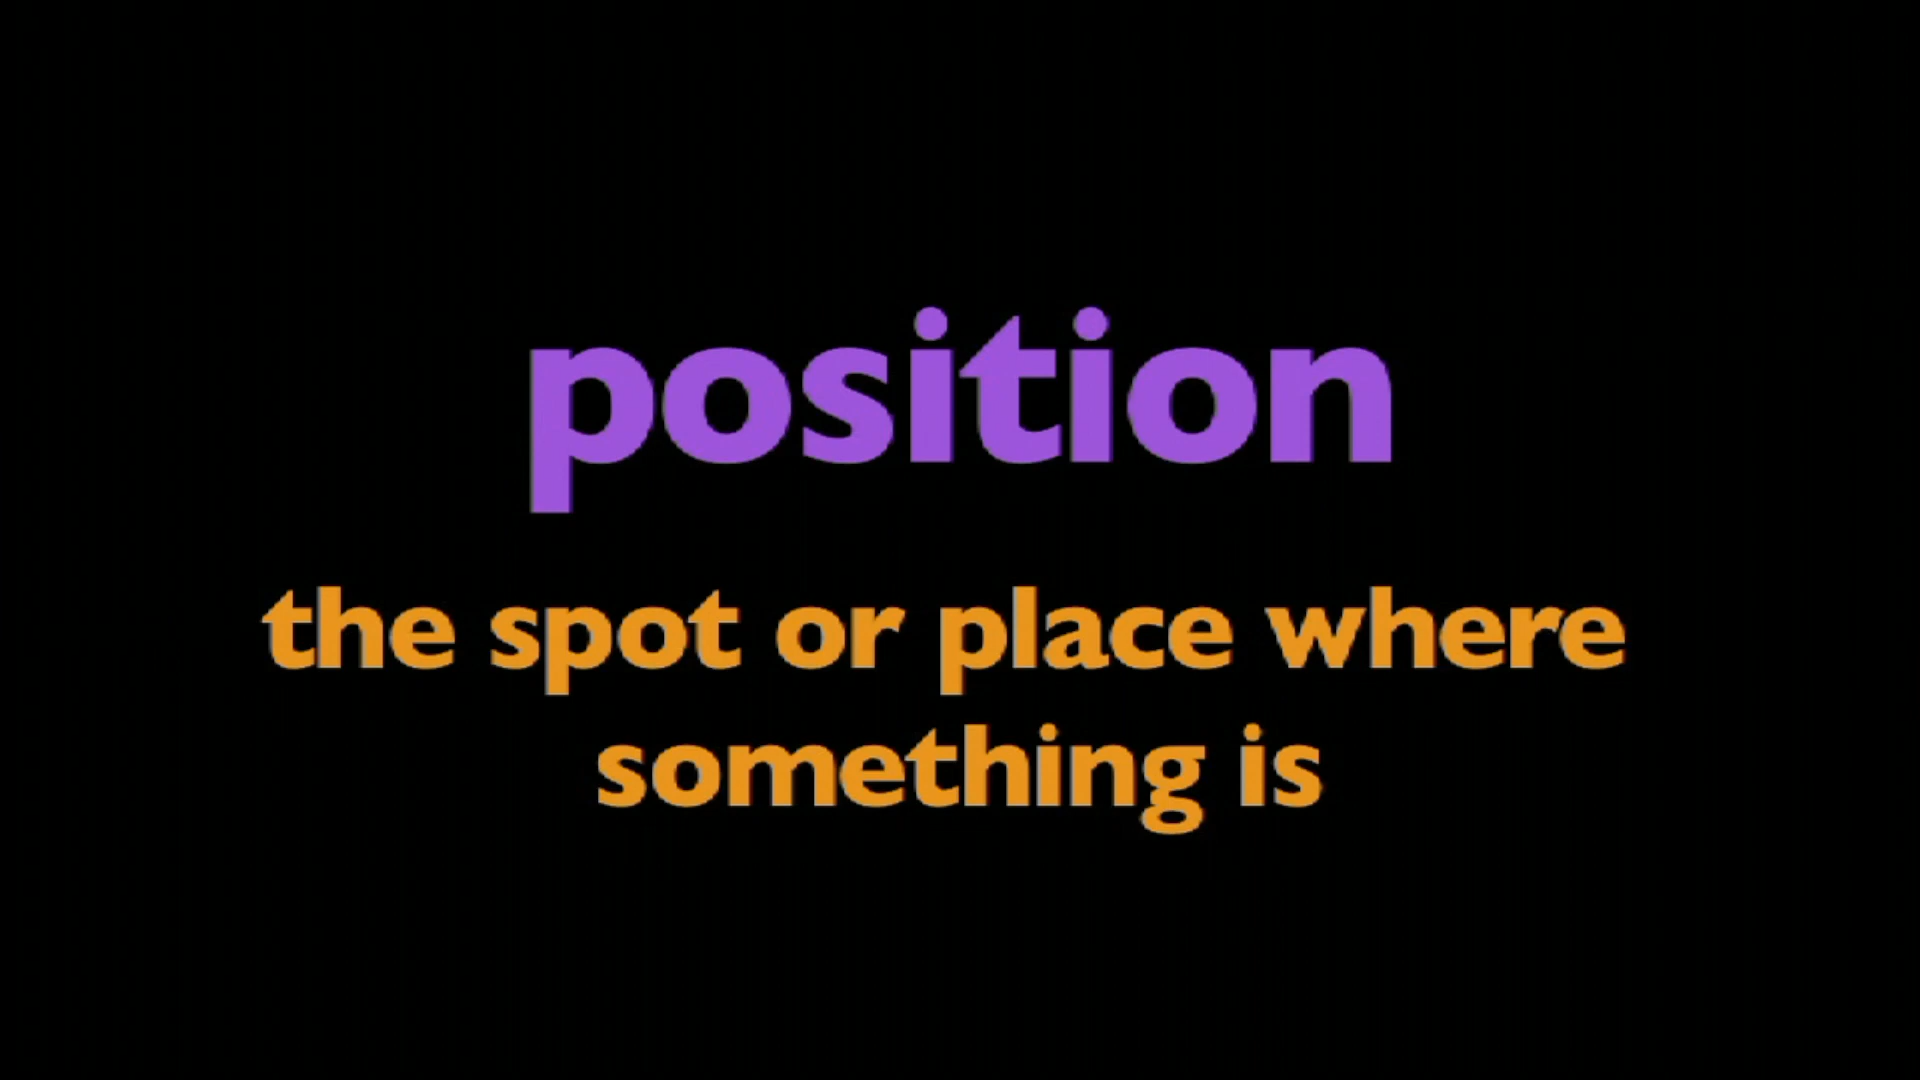 position
the spot or place where
something is